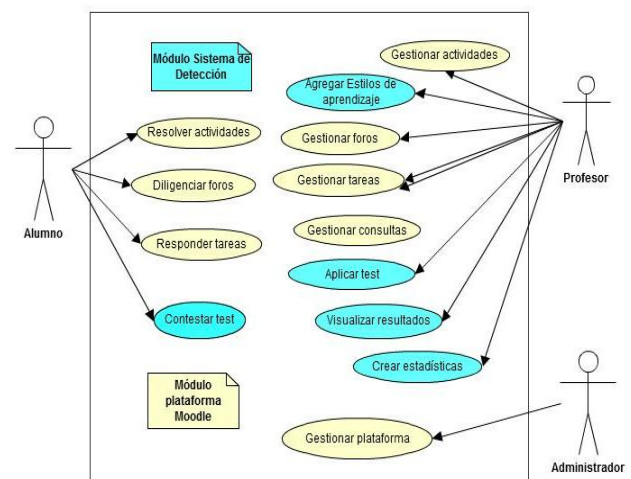 Módulo Sistema de
Detección
Gestionar actividades
Agregar Estilos de
aprendizaje
Resolver actividades
Gestionar foros
Diligenciar foros
Gestionar tareas
Profesor
Alumno
Responder tareas
Gestionar consultas
Aplicar test
Contestar test
Visualizar resultados
Crear estadísticas
Módulo
plataforma
Moodle
Gestionar plataforma
Administrador